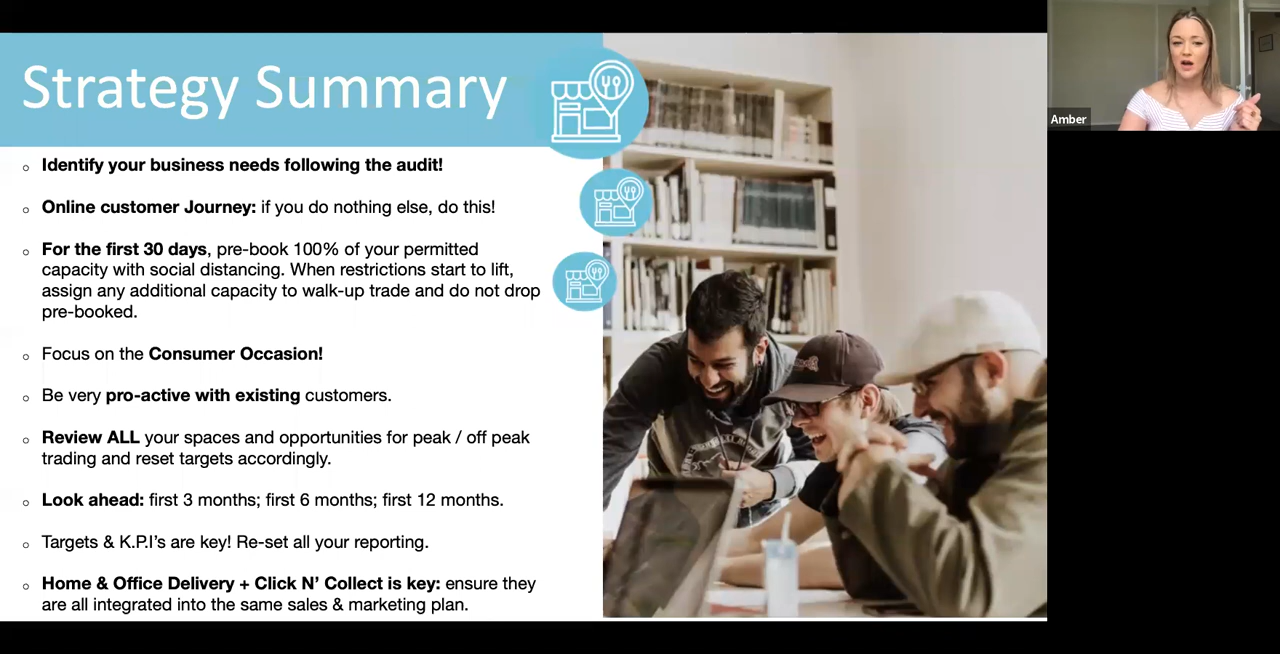 Strategy Summary
Amber
○ Identify your business needs following the audit!
○ Online customer Journey: if you do nothing else, do this!
○ For the first 30 days, pre-book 100% of your permitted
capacity with social distancing. When restrictions start to lift,
assign any additional capacity to walk-up trade and do not drop
pre-booked.
○ Focus on the Consumer Occasion!
○ Be very pro-active with existing customers.
○ Review ALL your spaces and opportunities for peak / off peak
trading and reset targets accordingly.
○ Look ahead: first 3 months; first 6 months; first 12 months.
○ Targets & K.P.I’s are key! Re-set all your reporting.
○ Home & Office Delivery + Click N’ Collect is key: ensure they
are all integrated into the same sales & marketing plan.